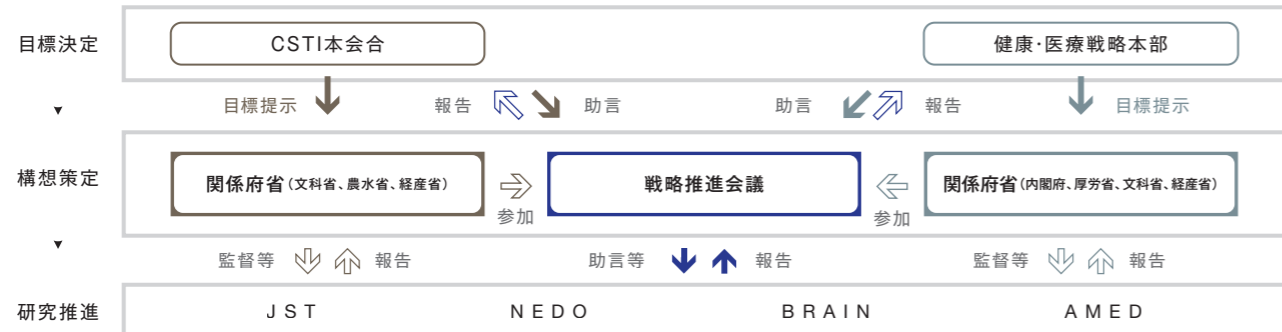 目標決定
CSTI本会合
健康・医療戦略本部
目標提示
報告
助言
助言
報告
目標提示
▼
構想策定
関係府省（文科省、農水省、経産省）
参加
戦略推進会議
参加
関係府省（内閣府、厚労省、文科省、経産省）
▼
監督等
報告
助言等
報告
監督等
報告
研究推進
JST
NEDO
BRAIN
AMED